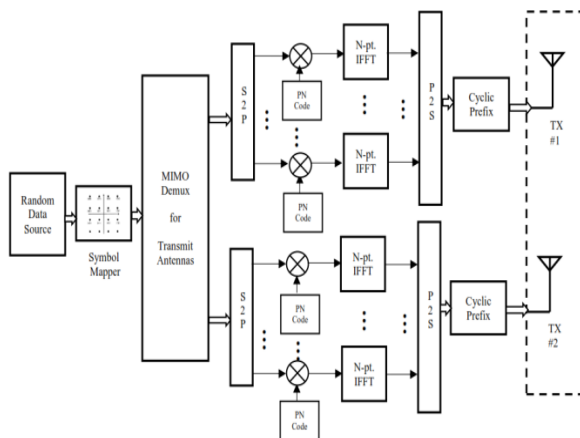 Random
Data
Source
Symbol
Mapper
MIMO
Demux
for
Transmit
Antennas
S
2
P
PN
Code
PN
Code
N-pt.
IFFT
N-pt.
IFFT
P
2
S
Cyclic
Prefix
TX
#1
S
2
P
PN
Code
PN
Code
N-pt.
IFFT
N-pt.
IFFT
P
2
S
Cyclic
Prefix
TX
#2